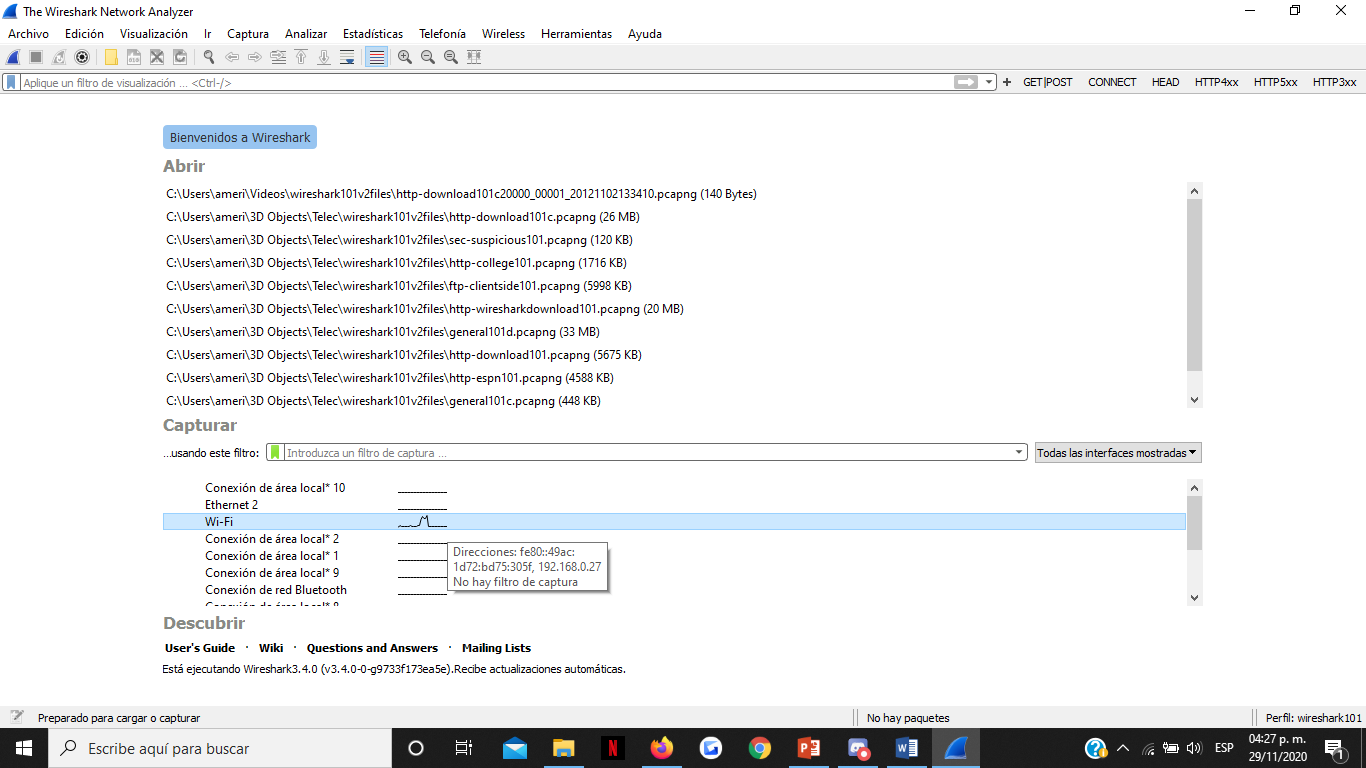 The Wireshark Network Analyzer
Archivo Edición Visualización Ir Captura Analizar Estadísticas Telefonía Wireless Herramientas Ayuda
Aplique un filtro de visualización ... <Ctrl-/>
+ GET|POST CONNECT HEAD HTTP4xx HTTP5xx HTTP3xx
Bienvenidos a Wireshark
Abrir
C:\Users\ameri\Videos\wireshark101v2files\http-download101c20000_00001_20121102133410.pcapng (140 Bytes)
C:\Users\ameri\3D Objects\Telec\wireshark101v2files\http-download101c.pcapng (26 MB)
C:\Users\ameri\3D Objects\Telec\wireshark101v2files\sec-suspicious101.pcapng (120 KB)
C:\Users\ameri\3D Objects\Telec\wireshark101v2files\http-college101.pcapng (1716 KB)
C:\Users\ameri\3D Objects\Telec\wireshark101v2files\ftp-clientside101.pcapng (5998 KB)
C:\Users\ameri\3D Objects\Telec\wireshark101v2files\http-wiresharkdownload101.pcapng (20 MB)
C:\Users\ameri\3D Objects\Telec\wireshark101v2files\general101d.pcapng (33 MB)
C:\Users\ameri\3D Objects\Telec\wireshark101v2files\http-download101.pcapng (5675 KB)
C:\Users\ameri\3D Objects\Telec\wireshark101v2files\http-espn101.pcapng (4588 KB)
C:\Users\ameri\3D Objects\Telec\wireshark101v2files\general101c.pcapng (448 KB)
Capturar
...usando este filtro: Introduzca un filtro de captura ... Todas las interfaces mostradas
Conexión de área local* 10
Ethernet 2
Wi-Fi
Conexión de área local* 2
Conexión de área local* 1
Conexión de área local* 9
Conexión de red Bluetooth
Conexión de área local* 8
Direcciones: fe80::49ac:
1d72:bd75:305f, 192.168.0.27
No hay filtro de captura
Descubrir
User's Guide · Wiki · Questions and Answers · Mailing Lists
Está ejecutando Wireshark3.4.0 (v3.4.0-0-g9733f173ea5e).Recibe actualizaciones automáticas.
Preparado para cargar o capturar No hay paquetes Perfil: wireshark101
Escribe aquí para buscar
ESP
04:27 p. m.
29/11/2020
1